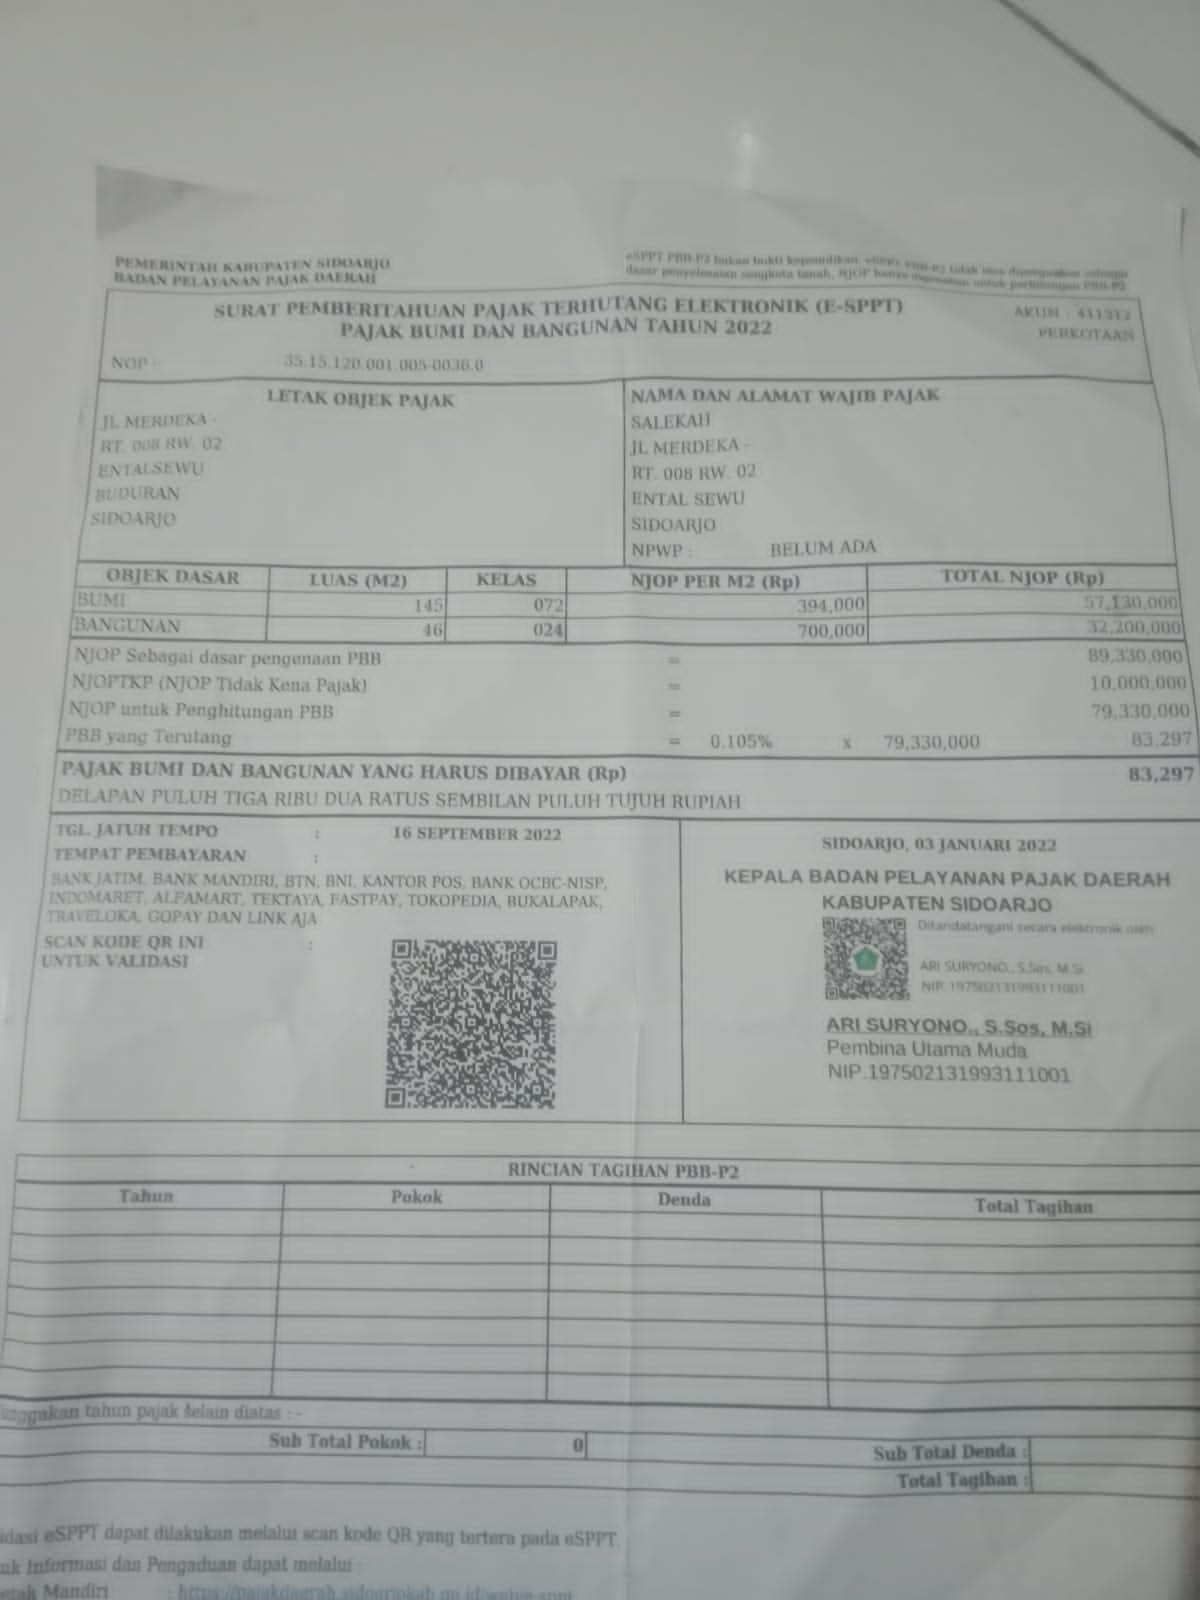 PEMERINTAH KABUPATEN SIDOARJO
BADAN PELAYANAN PAJAK DAERAH
eSPPT PBB-P2 bukan bukti kepemilikan, eSPPT PBB-P2 tidak bisa dipergunakan sebagai
dasar penyelesaian sengketa tanah, NJOP hanya digunakan untuk perhitungan PBB-P2
SURAT PEMBERITAHUAN PAJAK TERHUTANG ELEKTRONIK (E-SPPT)
PAJAK BUMI DAN BANGUNAN TAHUN 2022
AKUN : 411312
PERKOTAAN
NOP : 35.15.120.001.005-0036.0
LETAK OBJEK PAJAK
JL MERDEKA -
RT. 008 RW. 02
ENTALSEWU
BUDURAN
SIDOARJO
NAMA DAN ALAMAT WAJIB PAJAK
SALEKAH
JL MERDEKA -
RT. 008 RW. 02
ENTAL SEWU
SIDOARJO
NPWP : BELUM ADA
OBJEK DASAR LUAS (M2) KELAS NJOP PER M2 (Rp) TOTAL NJOP (Rp)
BUMI 145 072 394,000 57,130,000
BANGUNAN 46 024 700,000 32,200,000
NJOP Sebagai dasar pengenaan PBB = 89,330,000
NJOPTKP (NJOP Tidak Kena Pajak) = 10,000,000
NJOP untuk Penghitungan PBB = 79,330,000
PBB yang Terutang = 0.105% x 79,330,000 83,297
PAJAK BUMI DAN BANGUNAN YANG HARUS DIBAYAR (Rp) 83,297
DELAPAN PULUH TIGA RIBU DUA RATUS SEMBILAN PULUH TUJUH RUPIAH
TGL. JATUH TEMPO : 16 SEPTEMBER 2022
TEMPAT PEMBAYARAN :
BANK JATIM, BANK MANDIRI, BTN, BNI, KANTOR POS, BANK OCBC-NISP,
INDOMARET, ALFAMART, TEKTAYA, FASTPAY, TOKOPEDIA, BUKALAPAK,
TRAVELOKA, GOPAY DAN LINK AJA
SCAN KODE QR INI :
UNTUK VALIDASI
SIDOARJO, 03 JANUARI 2022
KEPALA BADAN PELAYANAN PAJAK DAERAH
KABUPATEN SIDOARJO
Ditandatangani secara elektronik oleh:
ARI SURYONO., S.Sos, M.Si
NIP. 197502131993111001
ARI SURYONO., S.Sos, M.Si
Pembina Utama Muda
NIP.197502131993111001
RINCIAN TAGIHAN PBB-P2
Tahun Pokok Denda Total Tagihan
tahun pajak selain diatas : -
Sub Total Pokok : 0 Sub Total Denda :
Total Tagihan :
idasi eSPPT dapat dilakukan melalui scan kode QR yang tertera pada eSPPT.
uk Informasi dan Pengaduan dapat melalui :
etak Mandiri :